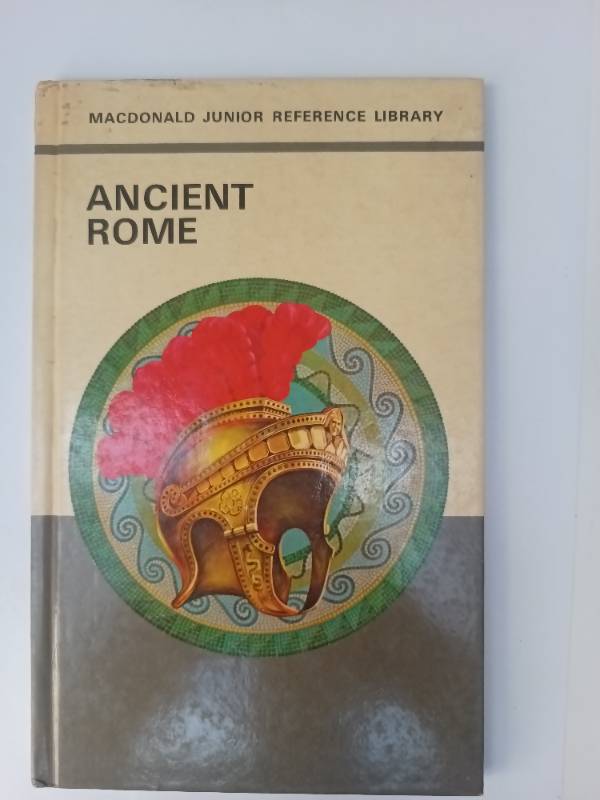 MACDONALD JUNIOR REFERENCE LIBRARY
ANCIENT
ROME